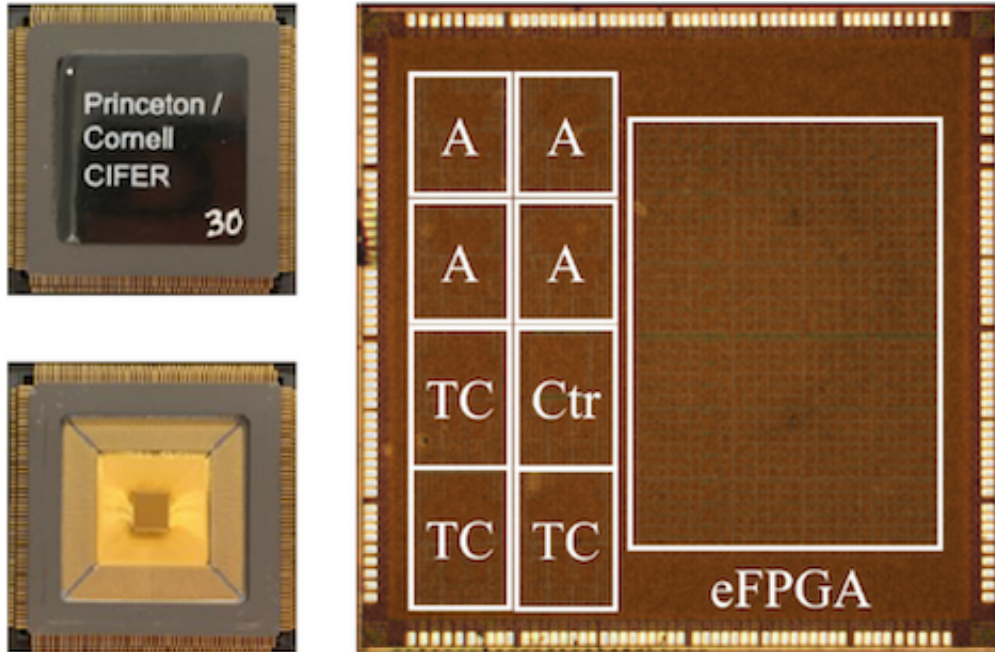 Princeton /
Cornell
CIFER
30
A A
A A
TC Ctr
TC TC
eFPGA